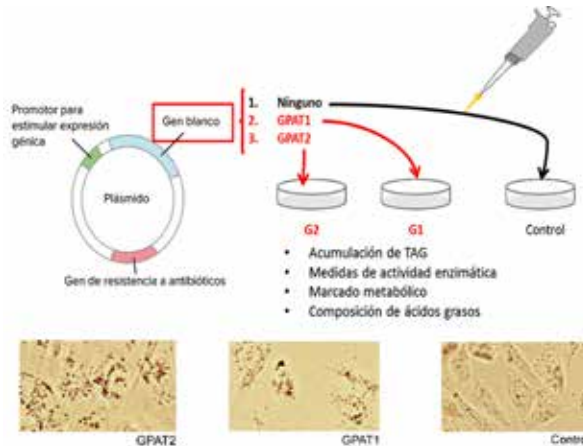 1. Ninguno
2. GPAT1
3. GPAT2
Promotor para
estimular expresión
génica
Gen blanco
Plásmido
Gen de resistencia a antibióticos
G2
G1
Control
• Acumulación de TAG
• Medidas de actividad enzimática
• Marcado metabólico
• Composición de ácidos grasos
GPAT2
GPAT1
Control